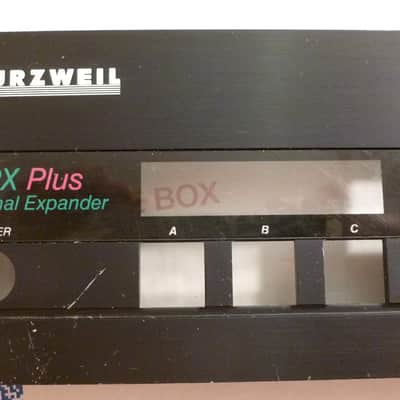 URZWEIL
X Plus
nal Expander
BOX
ER
A B C